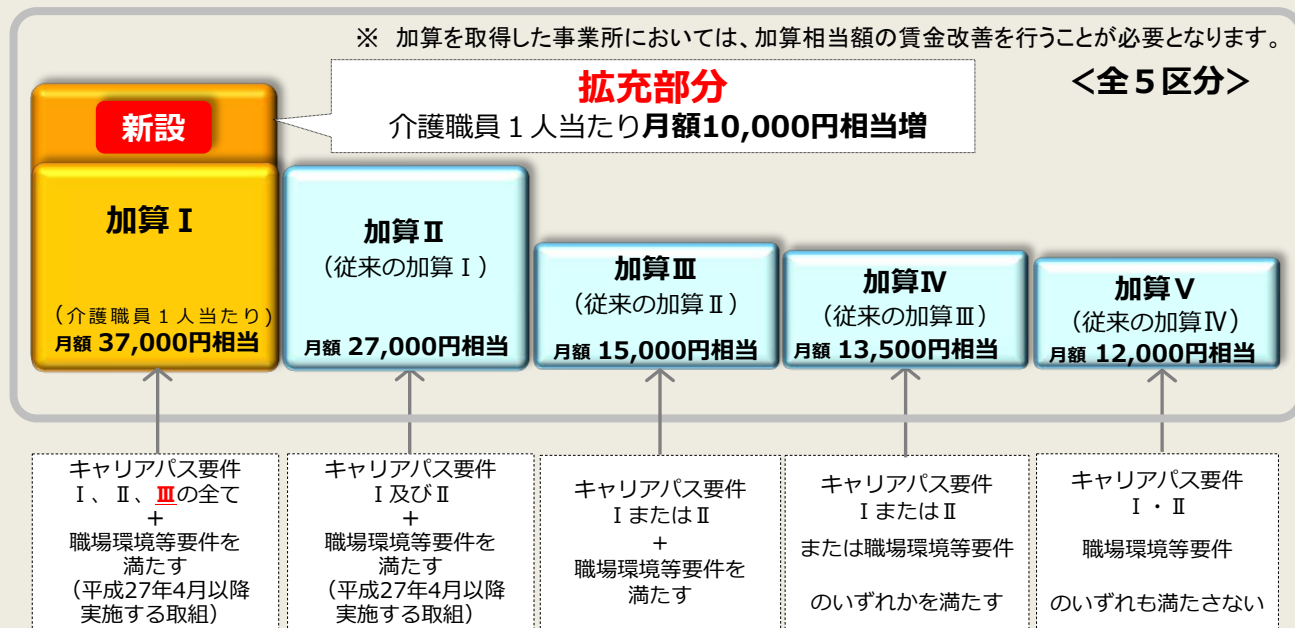 ※ 加算を取得した事業所においては、加算相当額の賃金改善を行うことが必要となります。
<全５区分>
拡充部分
介護職員１人当たり月額10,000円相当増
新設
加算Ⅰ
（介護職員１人当たり）
月額 37,000円相当
加算Ⅱ
（従来の加算Ⅰ）
月額 27,000円相当
加算Ⅲ
（従来の加算Ⅱ）
月額 15,000円相当
加算Ⅳ
（従来の加算Ⅲ）
月額 13,500円相当
加算Ⅴ
（従来の加算Ⅳ）
月額 12,000円相当
キャリアパス要件
Ⅰ、Ⅱ、Ⅲの全て
+
職場環境等要件を
満たす
（平成27年4月以降
実施する取組）
キャリアパス要件
Ⅰ及びⅡ
+
職場環境等要件を
満たす
（平成27年4月以降
実施する取組）
キャリアパス要件
ⅠまたはⅡ
+
職場環境等要件を
満たす
キャリアパス要件
ⅠまたはⅡ
または職場環境等要件
のいずれかを満たす
キャリアパス要件
Ⅰ・Ⅱ
職場環境等要件
のいずれも満たさない